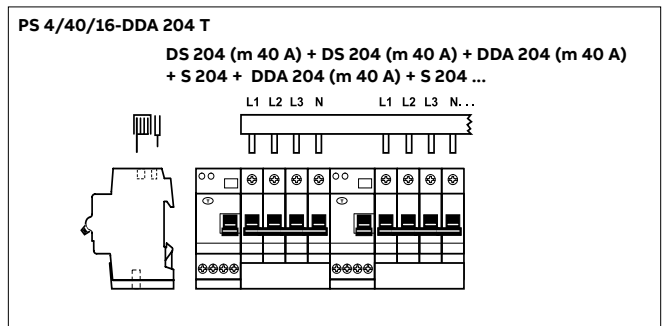 PS 4/40/16-DDA 204 T
DS 204 (m 40 A) + DS 204 (m 40 A) + DDA 204 (m 40 A)
+ S 204 + DDA 204 (m 40 A) + S 204 ...
L1 L2 L3 N L1 L2 L3 N...